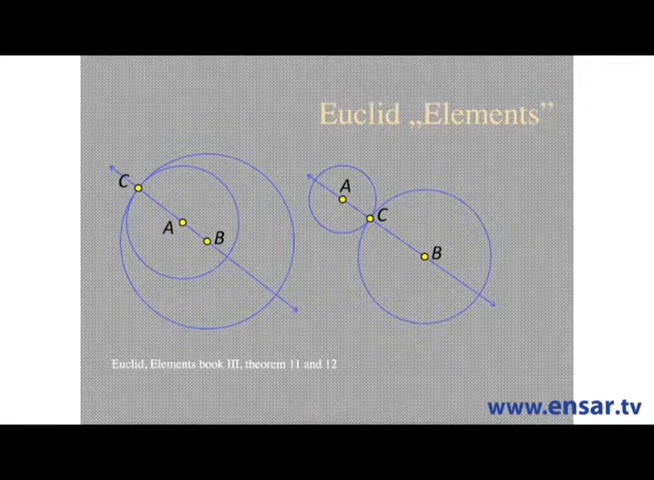 Euclid „Elements”
C
A
B
A
C
B
Euclid, Elements book III, theorem 11 and 12
www.ensar.tv